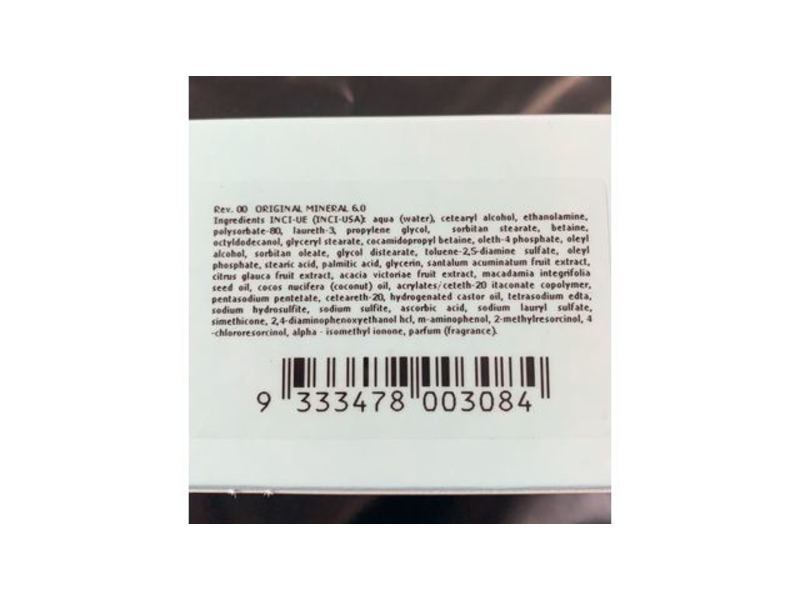 Rev. 00 ORIGINAL MINERAL 6.0
Ingredients INCI-UE (INCI-USA): aqua (water), cetearyl alcohol, ethanolamine,
polysorbate-80, laureth-3, propylene glycol, sorbitan stearate, betaine,
octyldodecanol, glyceryl stearate, cocamidopropyl betaine, oleth-4 phosphate, oleyl
alcohol, sorbitan oleate, glycol distearate, toluene-2,5-diamine sulfate, oleyl
phosphate, stearic acid, palmitic acid, glycerin, santalum acuminatum fruit extract,
citrus glauca fruit extract, acacia victoriae fruit extract, macadamia integrifolia
seed oil, cocos nucifera (coconut) oil, acrylates/ceteth-20 itaconate copolymer,
pentasodium pentetate, ceteareth-20, hydrogenated castor oil, tetrasodium edta,
sodium hydrosulfite, sodium sulfite, ascorbic acid, sodium lauryl sulfate,
simethicone, 2,4-diaminophenoxyethanol hcl, m-aminophenol, 2-methylresorcinol, 4
-chlororesorcinol, alpha - isomethyl ionone, parfum (fragrance).
9 333478 003084